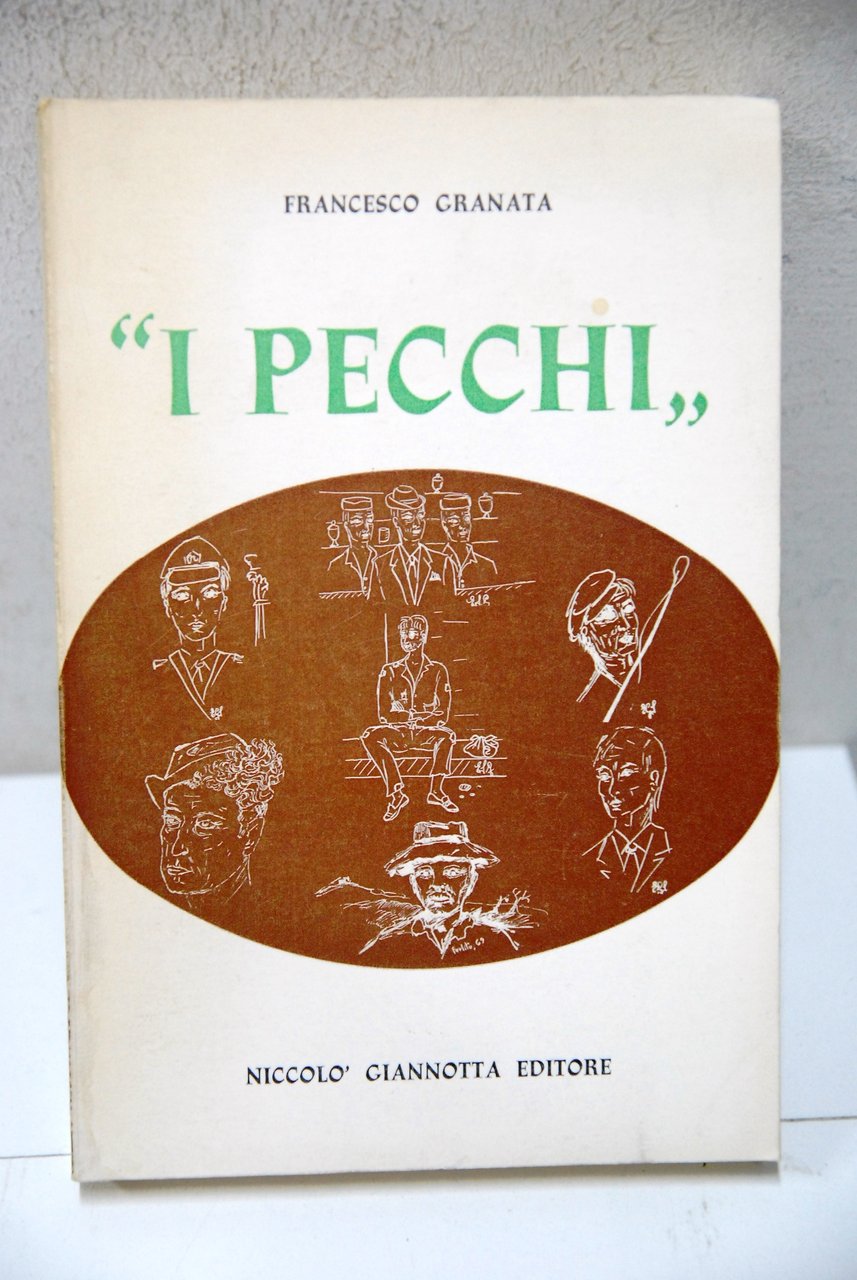 FRANCESCO GRANATA
“I PECCHI„
NICCOLO' GIANNOTTA EDITORE